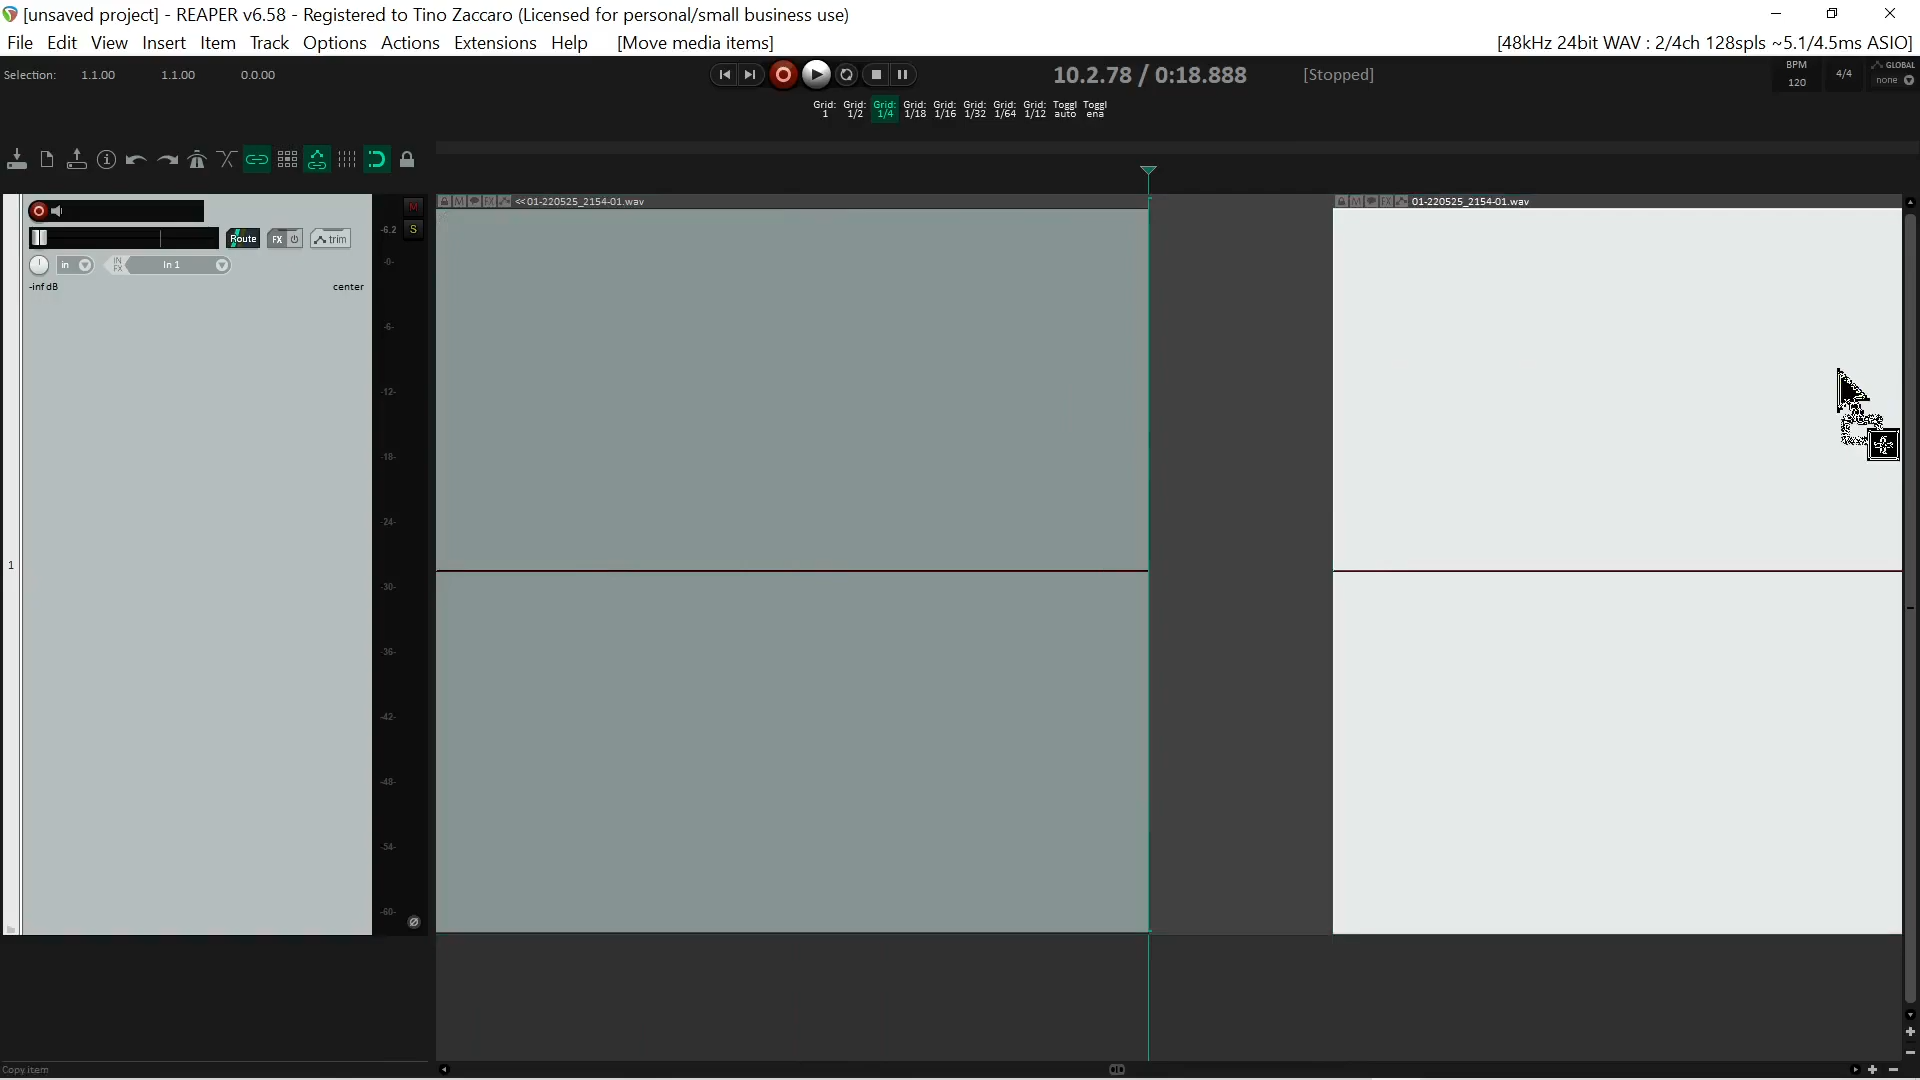 [unsaved project] - REAPER v6.58 - Registered to Tino Zaccaro (Licensed for personal/small business use)
File Edit View Insert Item Track Options Actions Extensions Help [Move media items] [48kHz 24bit WAV : 2/4ch 128spls ~5.1/4.5ms ASIO]
Selection: 1.1.00 1.1.00 0.0.00 10.2.78 / 0:18.888 [Stopped] BPM 120 4/4 GLOBAL none
Grid: 1 Grid: 1/2 Grid: 1/4 Grid: 1/18 Grid: 1/16 Grid: 1/32 Grid: 1/64 Grid: 1/12 Toggl auto Toggl ena
M <<01-220525_2154-01.wav M FX 01-220525_2154-01.wav
M
S
Route FX trim
in IN FX In 1
-inf dB center
-6.2
-0-
-6-
-12-
-18-
-24-
-30-
-36-
-42-
-48-
-54-
-60-
1
Copy item